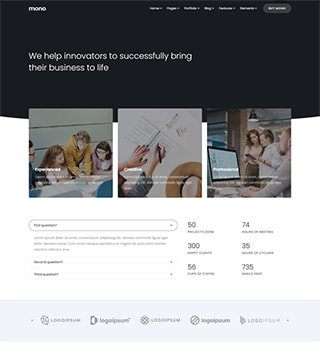 mono
Home Pages Portfolio Blog Features Elements BUY MONO
We help innovators to successfully bring
their business to life
Experienced
Creative
Professional
First question?
Second question?
Third question?
50
PROJECTS DONE
74
HOURS OF MEETING
300
HAPPY CLIENTS
35
HOURS OF CYCLING
56
CUPS OF COFFEE
735
EMAILS SENT
LOGOIPSUM
logoipsum
LOGOIPSUM
logoipsum
LOGOIPSUM